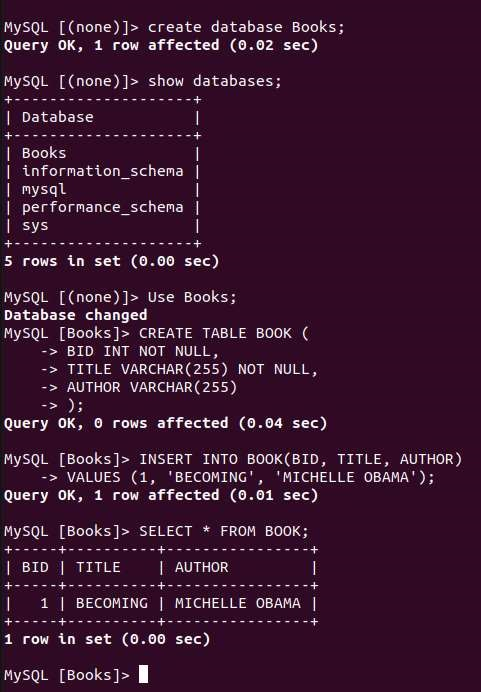 MySQL [(none)]> create database Books;
Query OK, 1 row affected (0.02 sec)
MySQL [(none)]> show databases;
+--------------------+
| Database           |
+--------------------+
| Books              |
| information_schema |
| mysql              |
| performance_schema |
| sys                |
+--------------------+
5 rows in set (0.00 sec)
MySQL [(none)]> Use Books;
Database changed
MySQL [Books]> CREATE TABLE BOOK (
    -> BID INT NOT NULL,
    -> TITLE VARCHAR(255) NOT NULL,
    -> AUTHOR VARCHAR(255)
    -> );
Query OK, 0 rows affected (0.04 sec)
MySQL [Books]> INSERT INTO BOOK(BID, TITLE, AUTHOR)
    -> VALUES (1, 'BECOMING', 'MICHELLE OBAMA');
Query OK, 1 row affected (0.01 sec)
MySQL [Books]> SELECT * FROM BOOK;
+-----+----------+----------------+
| BID | TITLE    | AUTHOR         |
+-----+----------+----------------+
|   1 | BECOMING | MICHELLE OBAMA |
+-----+----------+----------------+
1 row in set (0.00 sec)
MySQL [Books]>